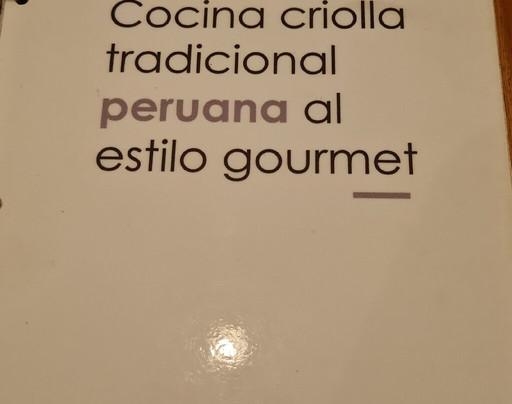 Cocina criolla
tradicional
peruana al
estilo gourmet